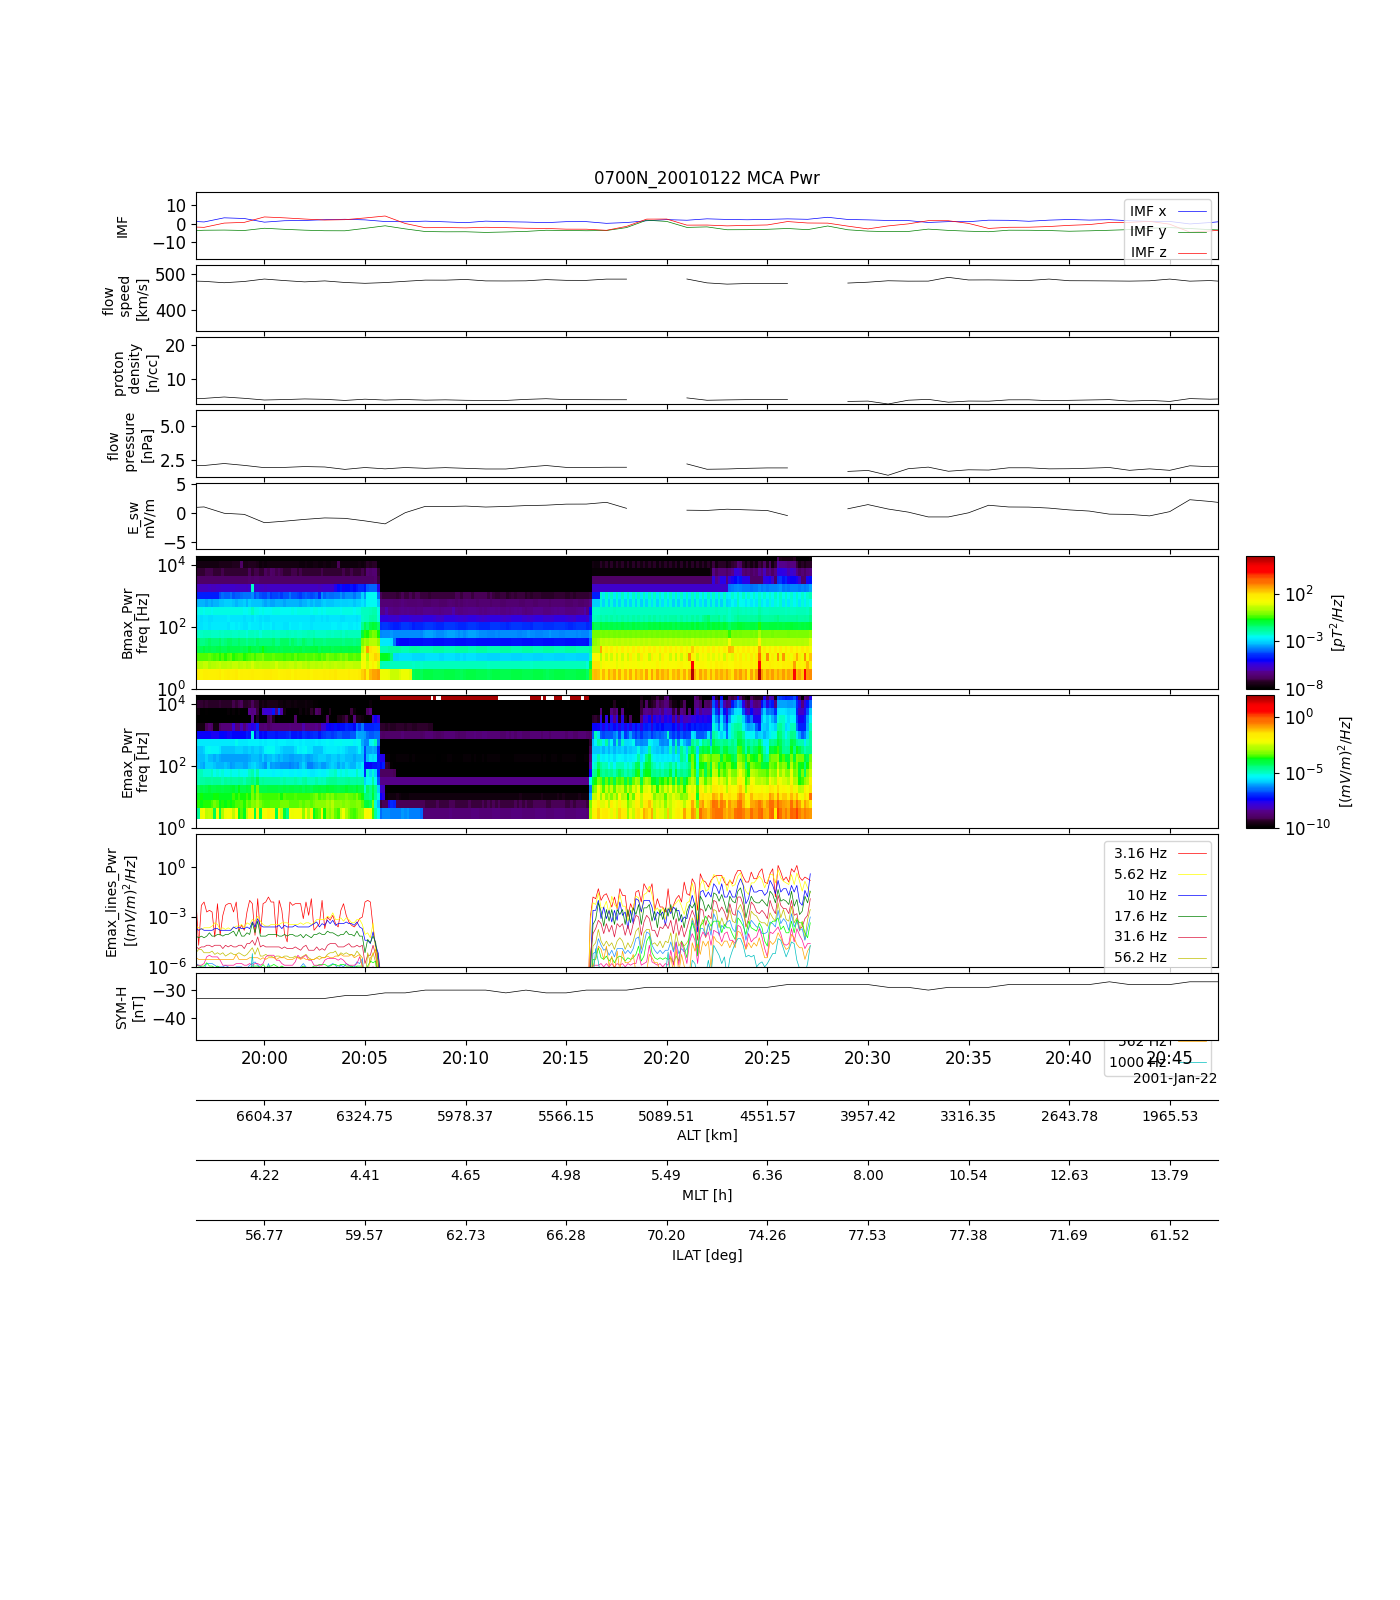 0700N_20010122 MCA Pwr
10
0
−10
IMF
IMF x
IMF y
IMF z
500
400
flow
speed
[km/s]
20
10
proton
density
[n/cc]
5.0
2.5
flow
pressure
[nPa]
5
0
−5
E_sw
mV/m
10^4
10^2
10^0
Bmax_Pwr
freq [Hz]
10^2
10^−3
10^−8
[pT^2/Hz]
10^4
10^2
10^0
Emax_Pwr
freq [Hz]
10^0
10^−5
10^−10
[(mV/m)^2/Hz]
10^0
10^−3
10^−6
Emax_lines_Pwr
[(mV/m)^2/Hz]
3.16 Hz
5.62 Hz
10 Hz
17.6 Hz
31.6 Hz
56.2 Hz
−30
−40
SYM-H
[nT]
562 Hz
1000 Hz
20:00 20:05 20:10 20:15 20:20 20:25 20:30 20:35 20:40 20:45
2001-Jan-22
6604.37 6324.75 5978.37 5566.15 5089.51 4551.57 3957.42 3316.35 2643.78 1965.53
ALT [km]
4.22 4.41 4.65 4.98 5.49 6.36 8.00 10.54 12.63 13.79
MLT [h]
56.77 59.57 62.73 66.28 70.20 74.26 77.53 77.38 71.69 61.52
ILAT [deg]